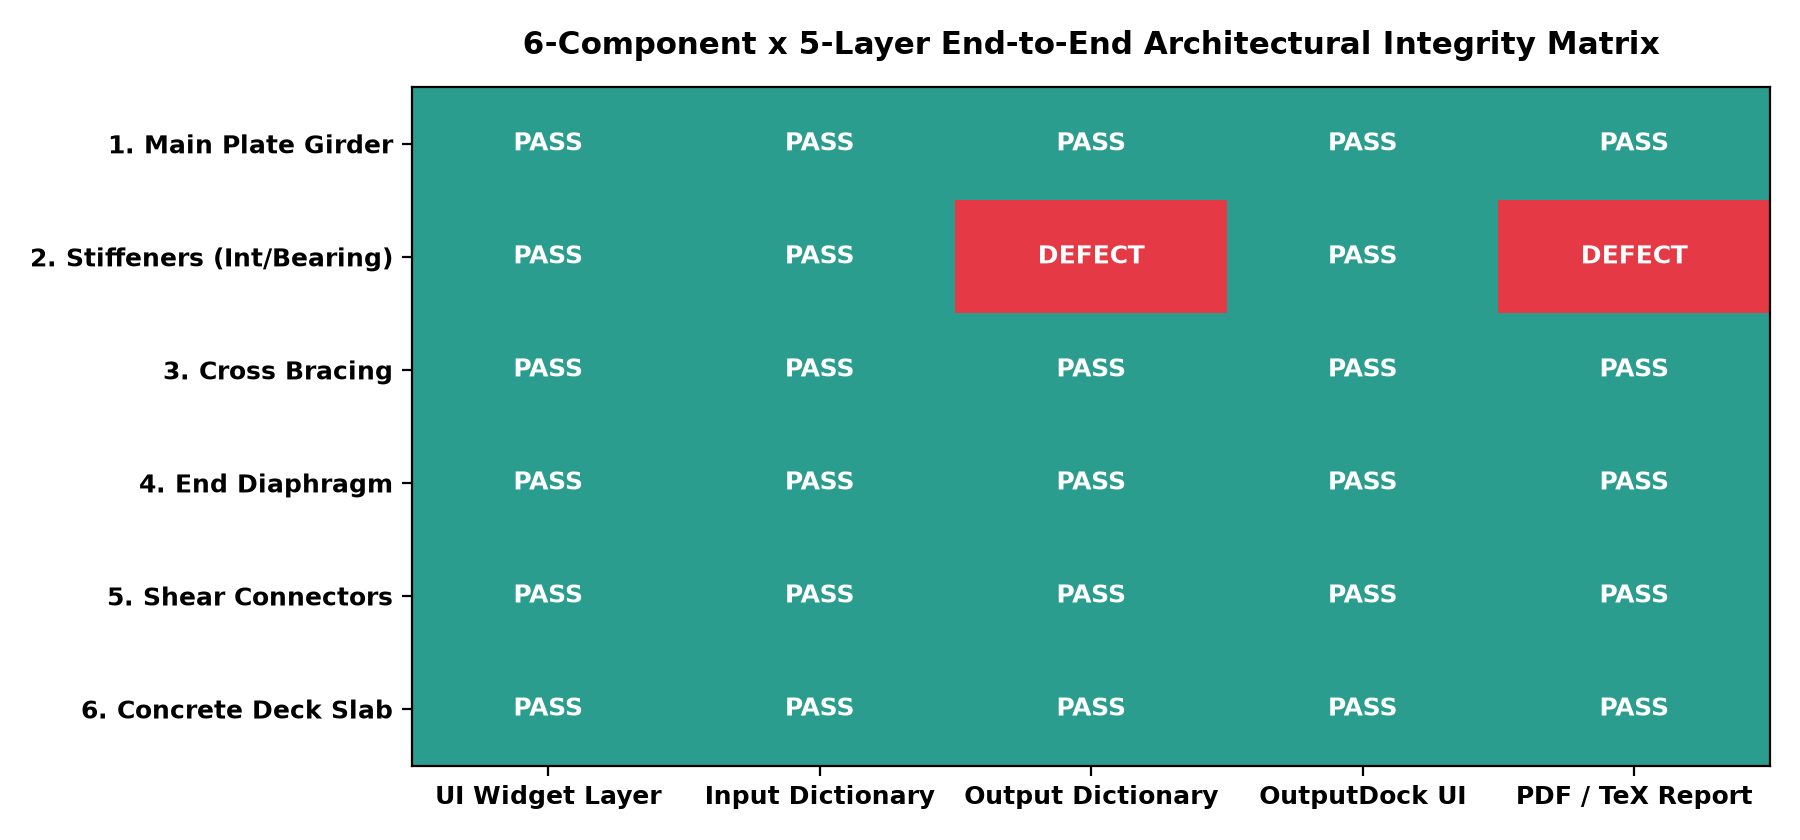 6-Component x 5-Layer End-to-End Architectural Integrity Matrix
1. Main Plate Girder PASS PASS PASS PASS PASS
2. Stiffeners (Int/Bearing) PASS PASS DEFECT PASS DEFECT
3. Cross Bracing PASS PASS PASS PASS PASS
4. End Diaphragm PASS PASS PASS PASS PASS
5. Shear Connectors PASS PASS PASS PASS PASS
6. Concrete Deck Slab PASS PASS PASS PASS PASS
UI Widget Layer Input Dictionary Output Dictionary OutputDock UI PDF / TeX Report